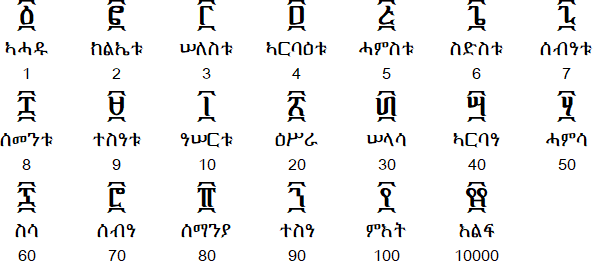 ፩ ፪ ፫ ፬ ፭ ፮ ፯
ኣሓዱ ከልኤቱ ሠለስቱ ኣርባዕቱ ሓምስቱ ስድስቱ ሰብዓቱ
1 2 3 4 5 6 7
፰ ፱ ፲ ፳ ፴ ፵ ፶
ሰመንቱ ተስዓቱ ዓሠርቱ ዕሥራ ሠላሳ ኣርባዓ ሓምሳ
8 9 10 20 30 40 50
፷ ፸ ፹ ፺ ፻ ፼
ስሳ ሰብዓ ሰማንያ ተስዓ ምእት እልፍ
60 70 80 90 100 10000